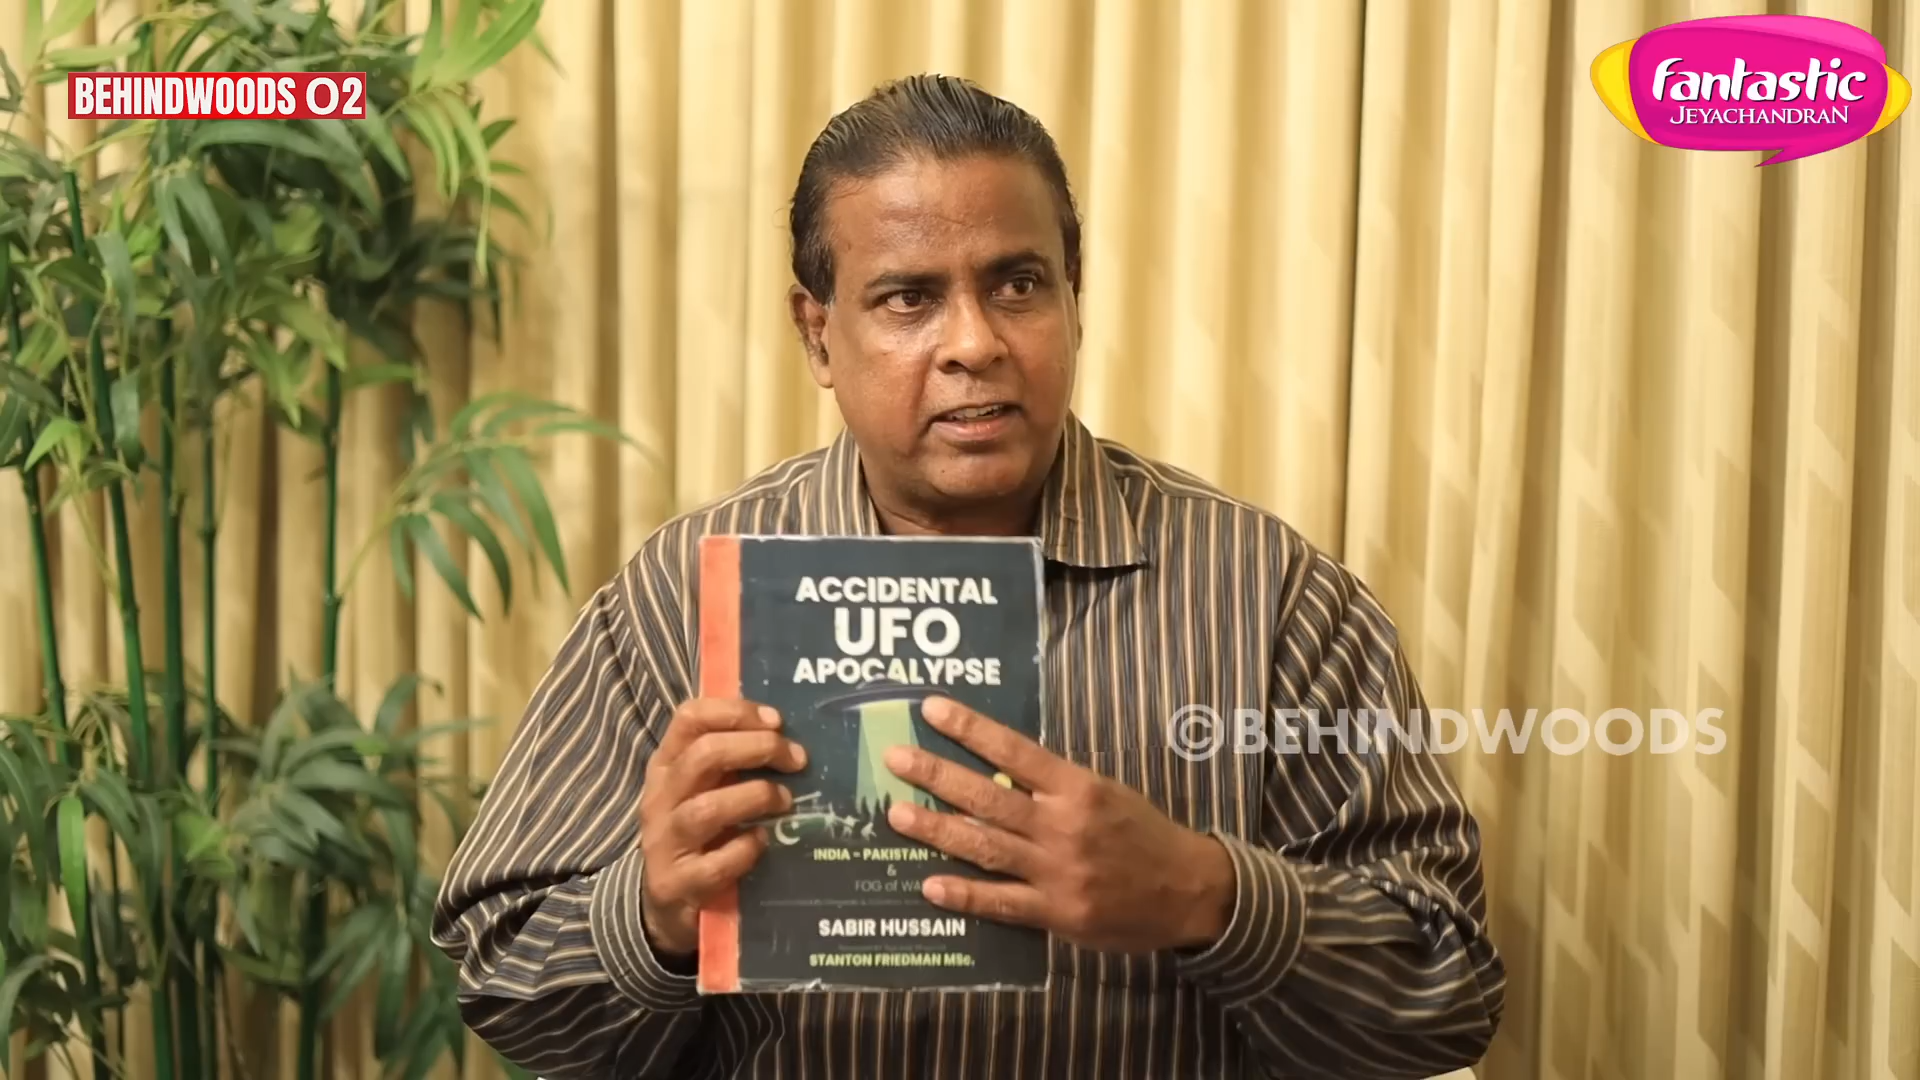 BEHINDWOODS O2
fantastic
JEYACHANDRAN
ACCIDENTAL
UFO
APOCALYPSE
©BEHINDWOODS
INDIA - PAKISTAN -
&
FOG of WA
SABIR HUSSAIN
STANTON FRIEDMAN MSc.